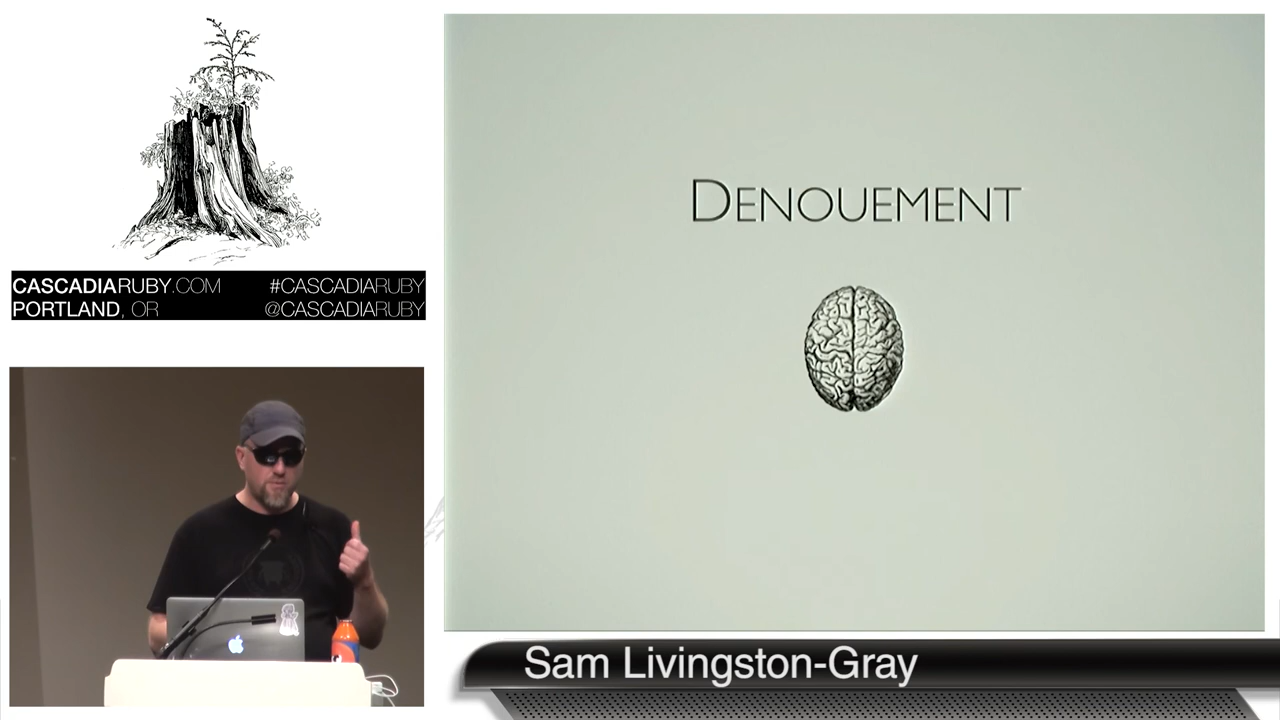 CASCADIARUBY.COM #CASCADIARUBY
PORTLAND, OR @CASCADIARUBY
DENOUEMENT
Sam Livingston-Gray